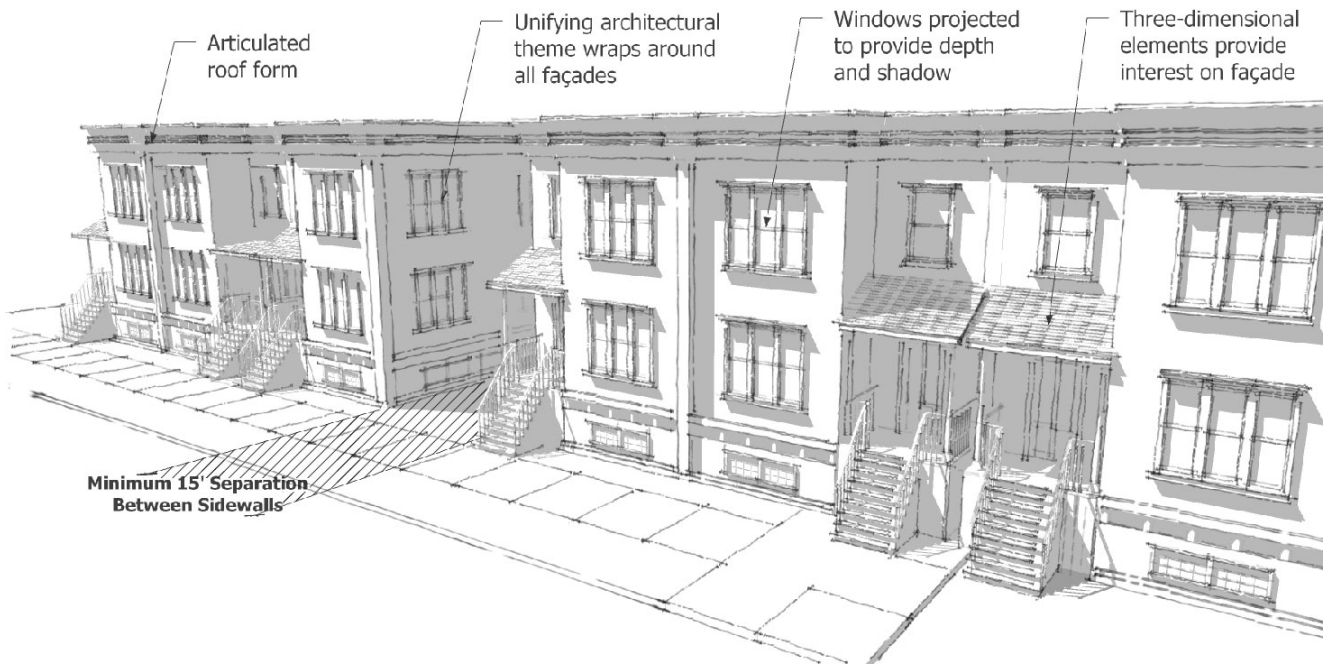 Articulated
roof form
Unifying architectural
theme wraps around
all façades
Windows projected
to provide depth
and shadow
Three-dimensional
elements provide
interest on façade
Minimum 15' Separation
Between Sidewalls